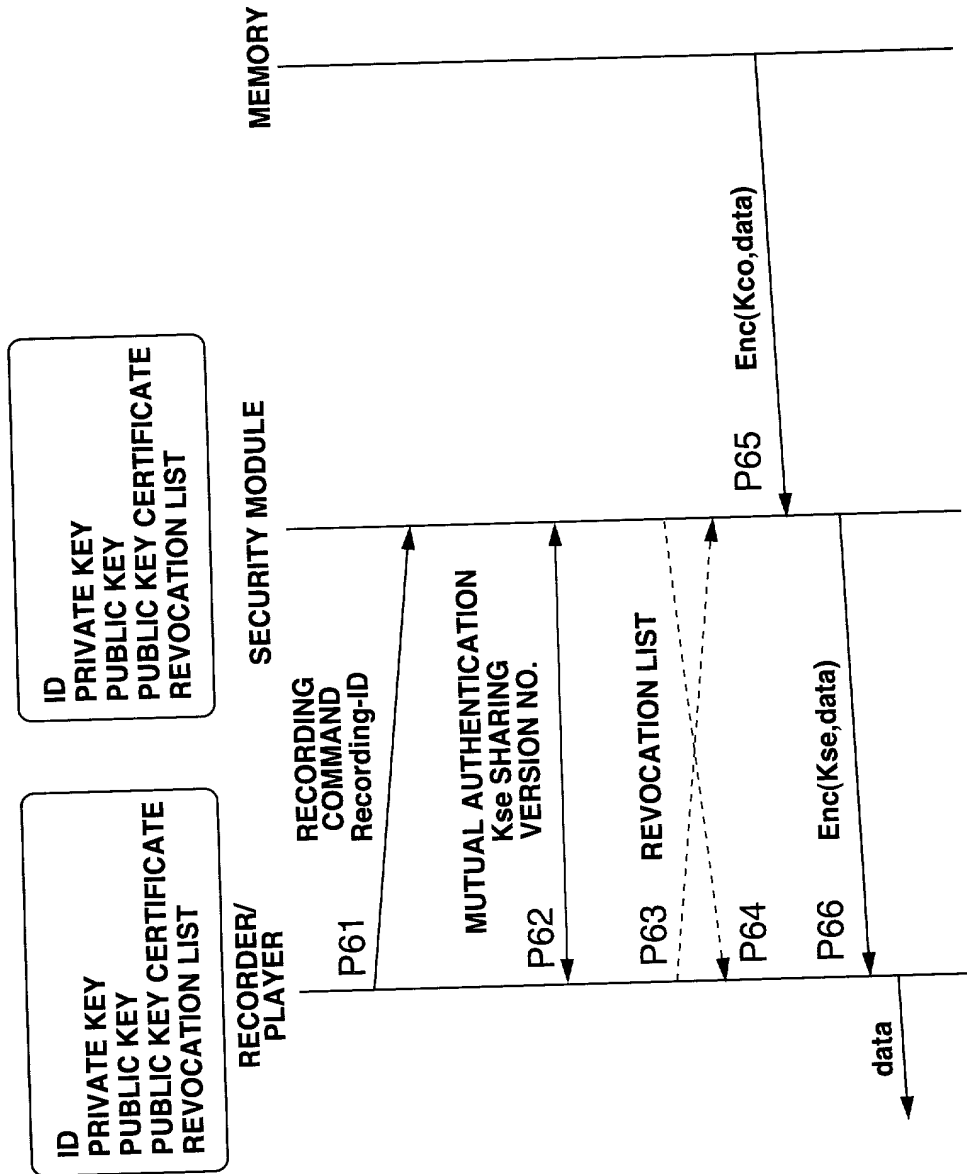 ID
PRIVATE KEY
PUBLIC KEY
PUBLIC KEY CERTIFICATE
REVOCATION LIST
ID
PRIVATE KEY
PUBLIC KEY
PUBLIC KEY CERTIFICATE
REVOCATION LIST
RECORDER/
PLAYER
SECURITY MODULE
MEMORY
RECORDING
COMMAND
Recording-ID
P61
MUTUAL AUTHENTICATION
Kse SHARING
VERSION NO.
P62
P63
REVOCATION LIST
P64
P65
Enc(Kco,data)
P66
Enc(Kse,data)
data